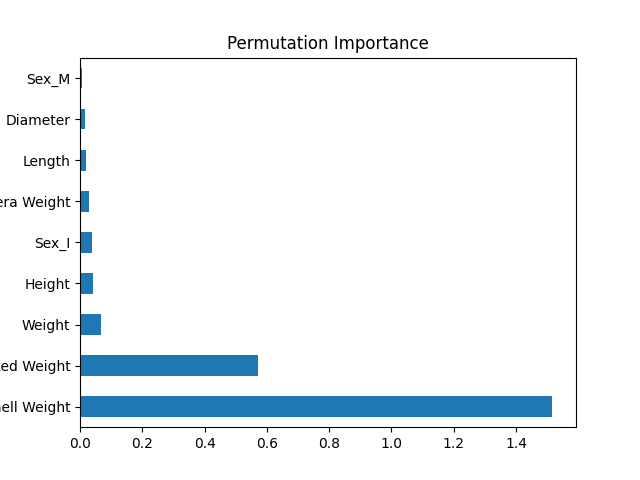 Permutation Importance
Sex_M
Diameter
Length
era Weight
Sex_I
Height
Weight
ked Weight
ell Weight
0.0 0.2 0.4 0.6 0.8 1.0 1.2 1.4